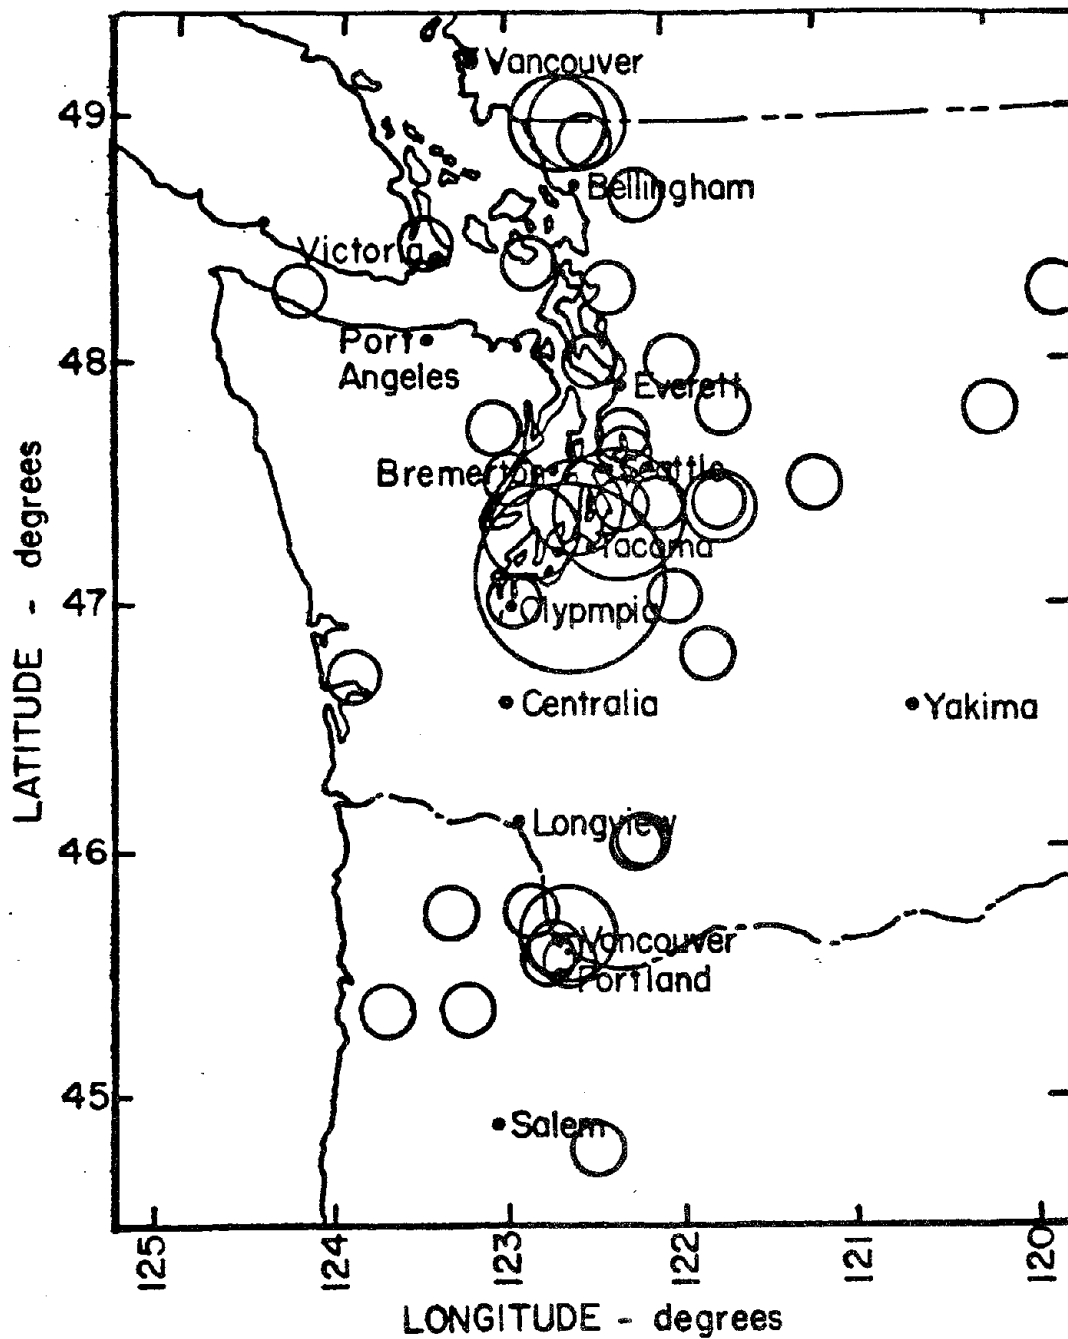 Vancouver
49
Bellingham
Victoria
Port
Angeles
48
Everett
Bremerton
Seattle
Tacoma
47
Olypmpia
Centralia
Yakima
Longview
46
Vancouver
Portland
45
Salem
LATITUDE - degrees
125
124
123
122
121
120
LONGITUDE - degrees